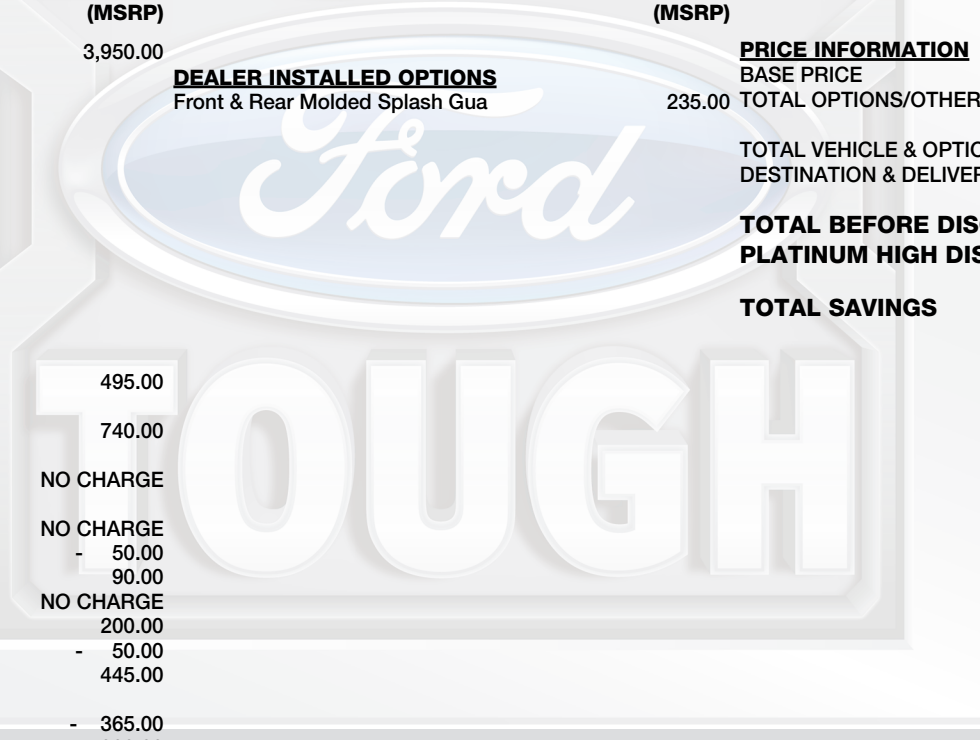 (MSRP)
3,950.00
495.00
740.00
NO CHARGE
NO CHARGE
- 50.00
90.00
NO CHARGE
200.00
- 50.00
445.00
- 365.00
(MSRP)
DEALER INSTALLED OPTIONS
Front & Rear Molded Splash Gua 235.00
PRICE INFORMATION
BASE PRICE
TOTAL OPTIONS/OTHER
TOTAL VEHICLE & OPTIO
DESTINATION & DELIVER
TOTAL BEFORE DIS
PLATINUM HIGH DIS
TOTAL SAVINGS
Ford
TOUGH